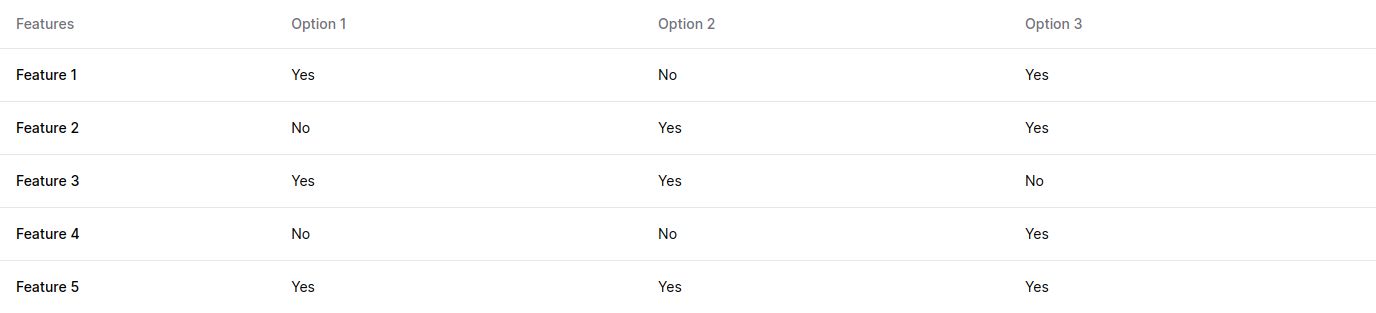 Features Option 1 Option 2 Option 3
Feature 1 Yes No Yes
Feature 2 No Yes Yes
Feature 3 Yes Yes No
Feature 4 No No Yes
Feature 5 Yes Yes Yes